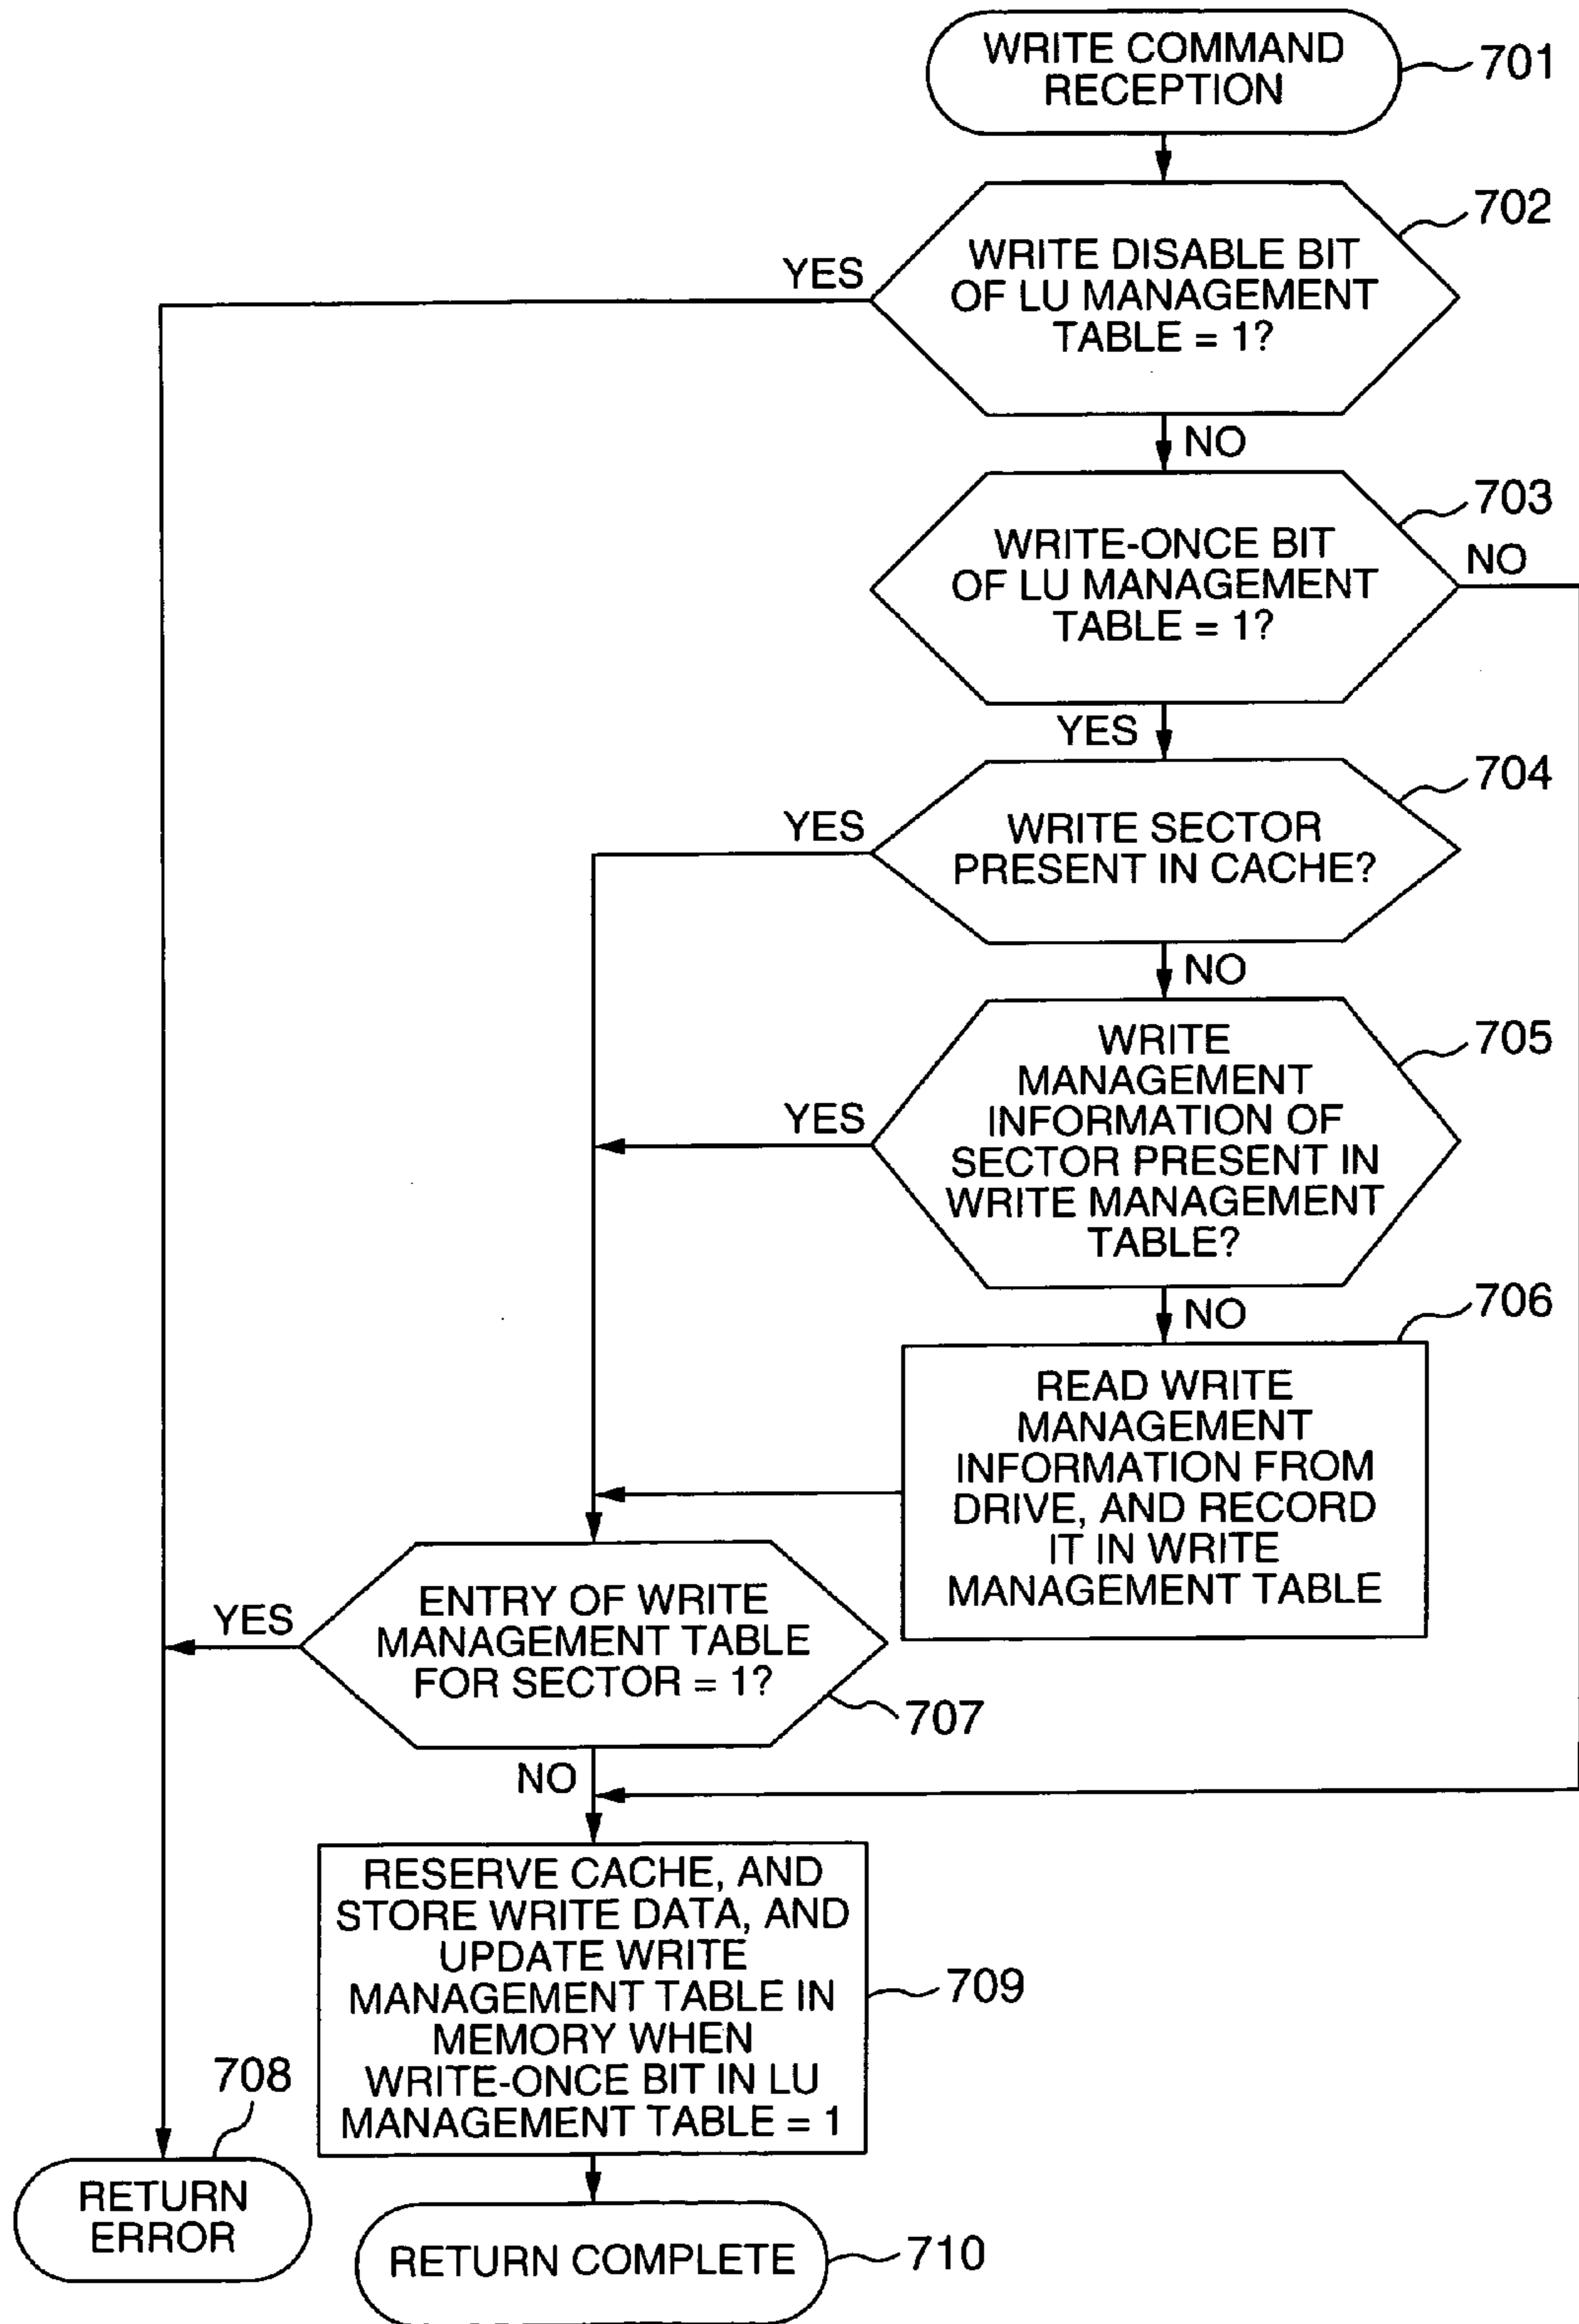 WRITE COMMAND
RECEPTION
701
702
WRITE DISABLE BIT
OF LU MANAGEMENT
TABLE = 1?
YES
NO
703
WRITE-ONCE BIT
OF LU MANAGEMENT
TABLE = 1?
NO
YES
704
WRITE SECTOR
PRESENT IN CACHE?
YES
NO
705
WRITE
MANAGEMENT
INFORMATION OF
SECTOR PRESENT IN
WRITE MANAGEMENT
TABLE?
YES
NO
706
READ WRITE
MANAGEMENT
INFORMATION FROM
DRIVE, AND RECORD
IT IN WRITE
MANAGEMENT TABLE
ENTRY OF WRITE
MANAGEMENT TABLE
FOR SECTOR = 1?
YES
707
NO
RESERVE CACHE, AND
STORE WRITE DATA, AND
UPDATE WRITE
MANAGEMENT TABLE IN
MEMORY WHEN
WRITE-ONCE BIT IN LU
MANAGEMENT TABLE = 1
709
708
RETURN
ERROR
RETURN COMPLETE
710